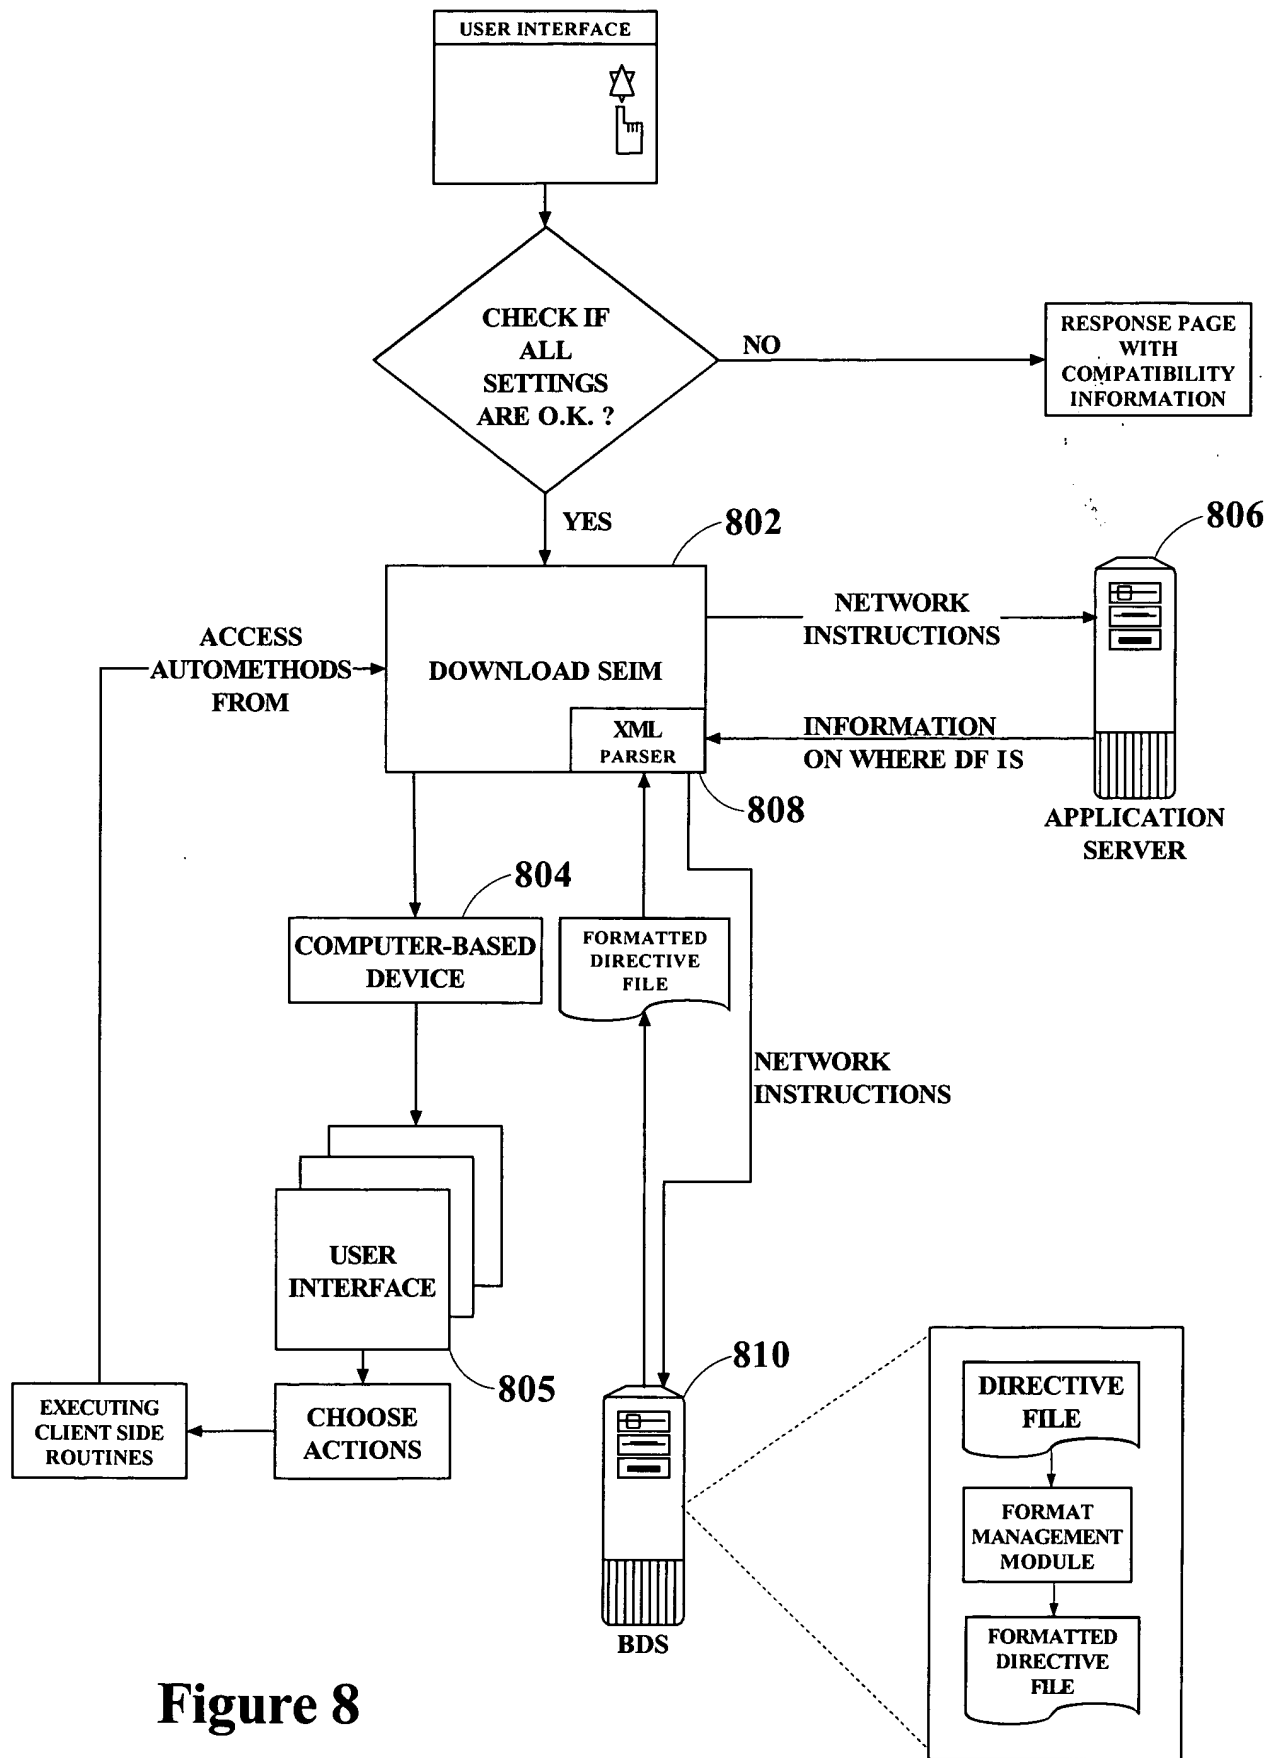 USER INTERFACE
CHECK IF
ALL
SETTINGS
ARE O.K. ?
NO
RESPONSE PAGE
WITH
COMPATIBILITY
INFORMATION
YES
802
806
ACCESS
AUTOMETHODS
FROM
DOWNLOAD SEIM
NETWORK
INSTRUCTIONS
XML
PARSER
INFORMATION
ON WHERE DF IS
808
APPLICATION
SERVER
804
COMPUTER-BASED
DEVICE
FORMATTED
DIRECTIVE
FILE
NETWORK
INSTRUCTIONS
USER
INTERFACE
805
810
EXECUTING
CLIENT SIDE
ROUTINES
CHOOSE
ACTIONS
BDS
DIRECTIVE
FILE
FORMAT
MANAGEMENT
MODULE
FORMATTED
DIRECTIVE
FILE
Figure 8